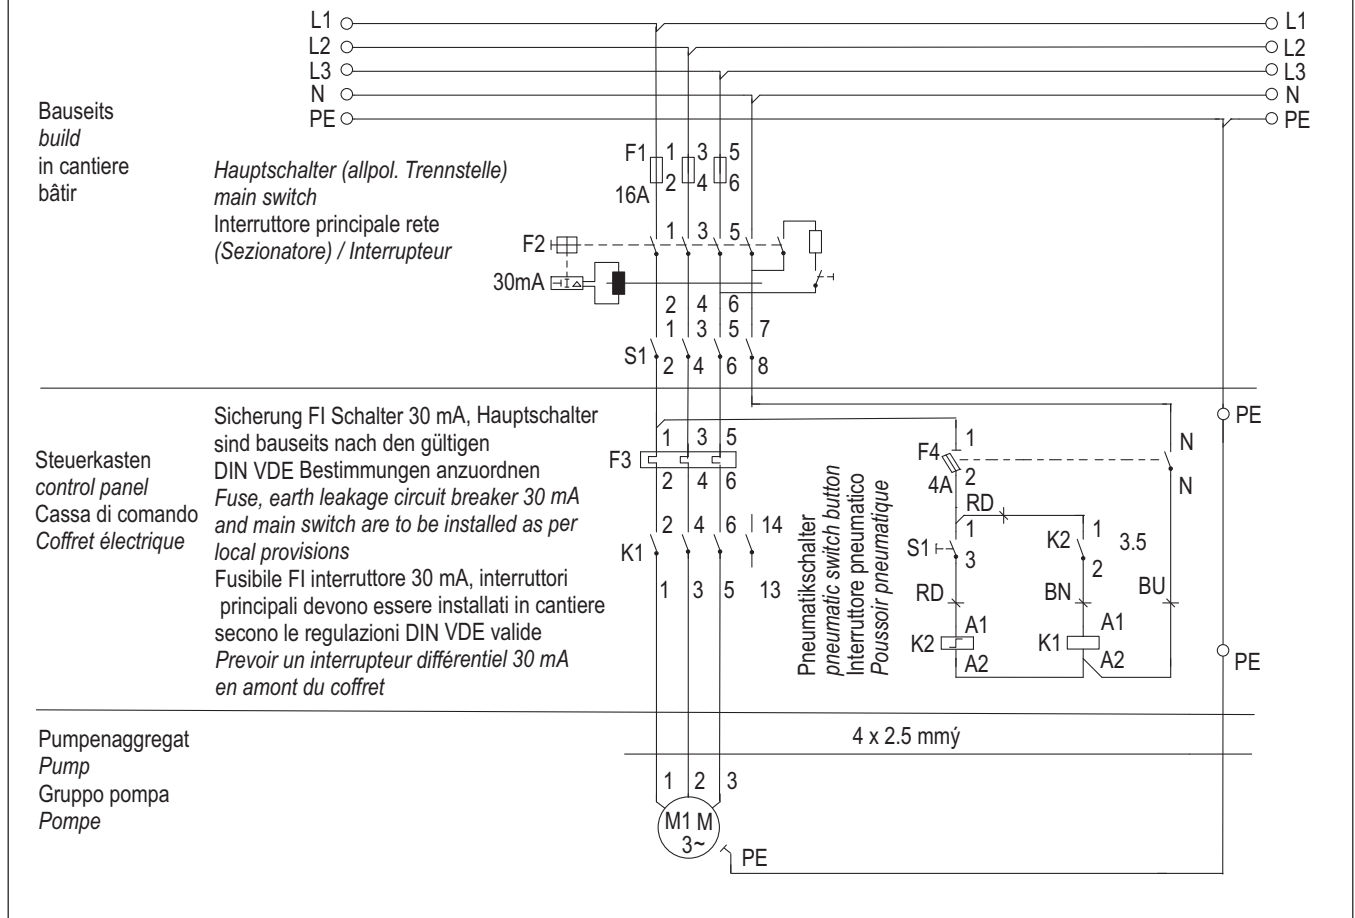 L1 L1
L2 L2
L3 L3
N N
PE PE
Bauseits
build
in cantiere
bâtir
Hauptschalter (allpol. Trennstelle)
main switch
Interruttore principale rete
(Sezionatore) / Interrupteur
F1 1 3 5
16A 2 4 6
F2 1 3 5
30mA
2 4 6
1 3 5 7
S1 2 4 6 8
Steuerkasten
control panel
Cassa di comando
Coffret électrique
Sicherung FI Schalter 30 mA, Hauptschalter
sind bauseits nach den gültigen
DIN VDE Bestimmungen anzuordnen
Fuse, earth leakage circuit breaker 30 mA
and main switch are to be installed as per
local provisions
Fusibile FI interruttore 30 mA, interruttori
principali devono essere installati in cantiere
secono le regulazioni DIN VDE valide
Prevoir un interrupteur différentiel 30 mA
en amont du coffret
1 3 5
F3
2 4 6
2 4 6 14
K1
1 3 5 13
Pneumatikschalter
pneumatic switch button
Interruttore pneumatico
Poussoir pneumatique
1
F4
4A 2
N
N
PE
RD
1 1
S1 K2 3.5
3 2
RD BN BU
A1 A1
K2 K1
A2 A2
PE
Pumpenaggregat
Pump
Gruppo pompa
Pompe
4 x 2.5 mmý
1 2 3
M1 M
3~
PE